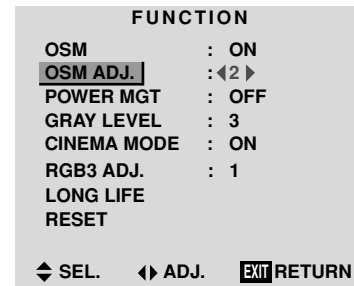 FUNCTION
OSM : ON
OSM ADJ. : 2
POWER MGT : OFF
GRAY LEVEL : 3
CINEMA MODE : ON
RGB3 ADJ. : 1
LONG LIFE
RESET
SEL. ADJ. EXIT RETURN